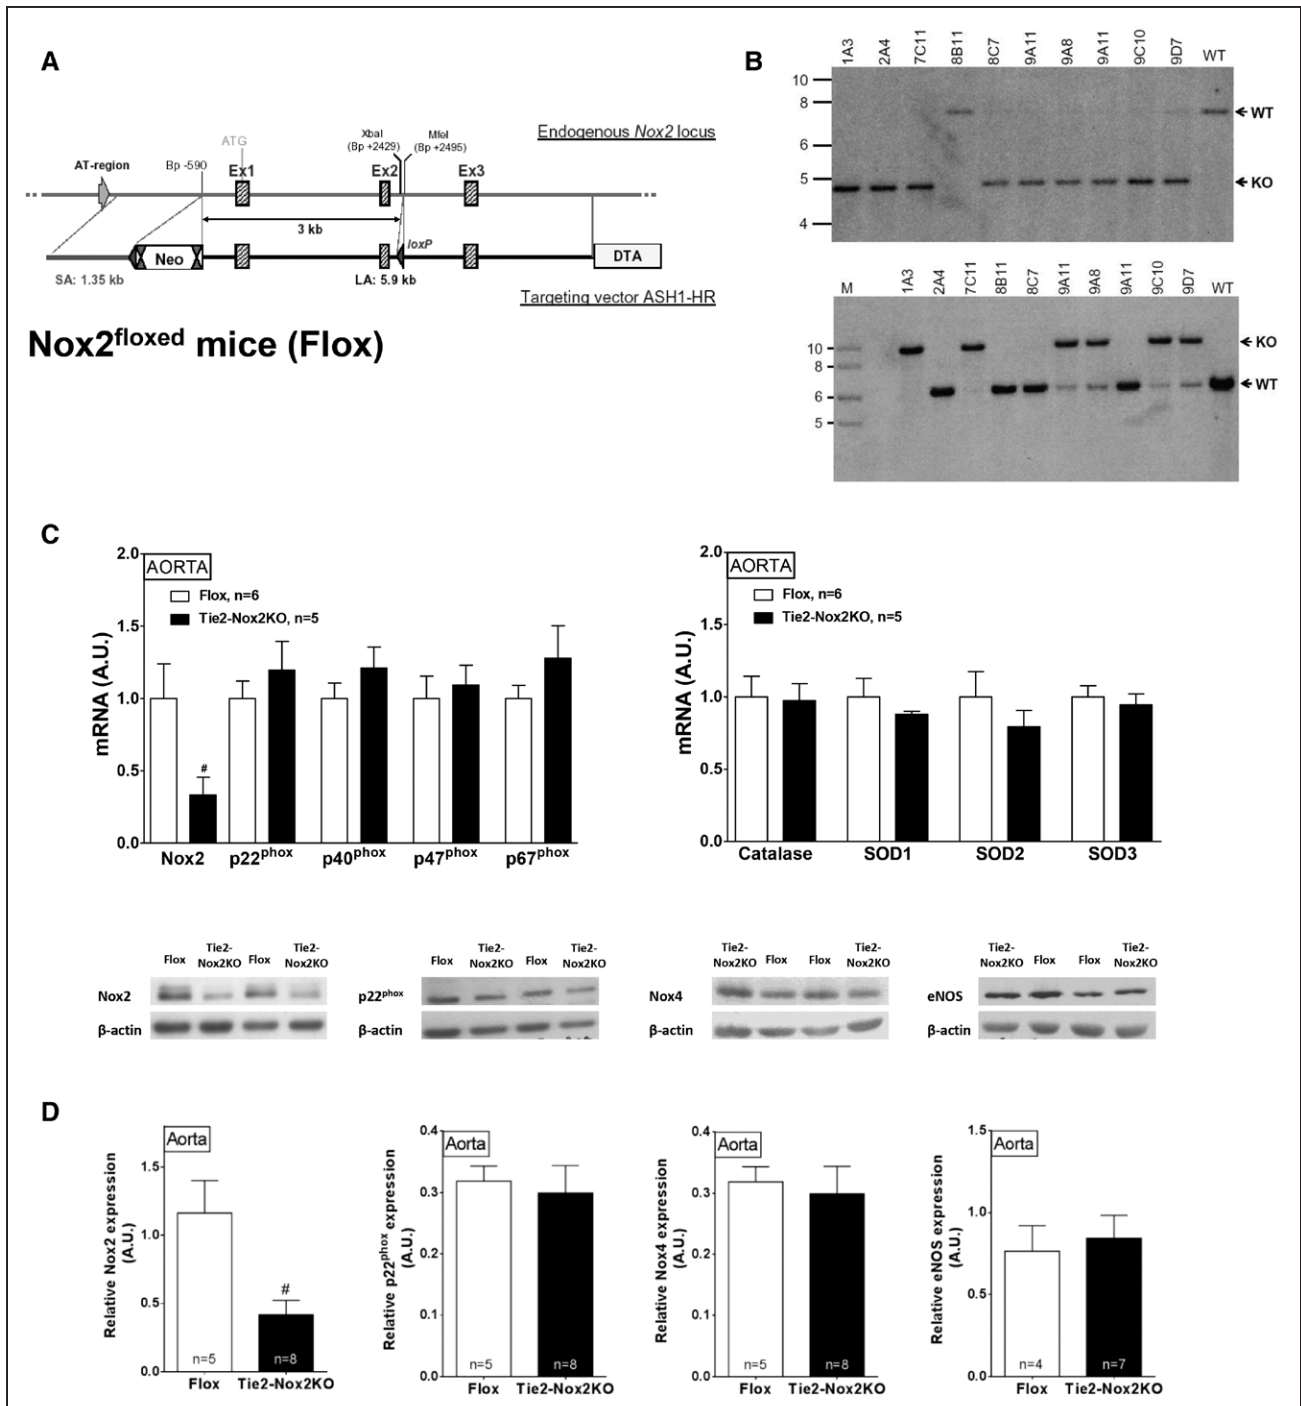 A
ATG
XbaI
(Bp +2429)
MfeI
(Bp +2495)
Endogenous Nox2 locus
AT-region
Bp -590
Ex1
Ex2
Ex3
3 kb
loxP
Neo
DTA
SA: 1.35 kb
LA: 5.9 kb
Targeting vector ASH1-HR
Nox2floxed mice (Flox)
B
1A3 2A4 7C11 8B11 8C7 9A11 9A8 9A11 9C10 9D7 WT
10
8
6
5
4
WT
KO
M 1A3 2A4 7C11 8B11 8C7 9A11 9A8 9A11 9C10 9D7 WT
10
8
6
5
KO
WT
C
AORTA
Flox, n=6
Tie2-Nox2KO, n=5
mRNA (A.U.)
2.0
1.5
1.0
0.5
0.0
#
Nox2 p22phox p40phox p47phox p67phox
AORTA
Flox, n=6
Tie2-Nox2KO, n=5
mRNA (A.U.)
2.0
1.5
1.0
0.5
0.0
Catalase SOD1 SOD2 SOD3
Flox Tie2-Nox2KO Flox Tie2-Nox2KO
Nox2
β-actin
Flox Tie2-Nox2KO Flox Tie2-Nox2KO
p22phox
β-actin
Tie2-Nox2KO Flox Flox Tie2-Nox2KO
Nox4
β-actin
Tie2-Nox2KO Flox Flox Tie2-Nox2KO
eNOS
β-actin
D
Aorta
Relative Nox2 expression
(A.U.)
1.5
1.0
0.5
0.0
#
n=5 n=8
Flox Tie2-Nox2KO
Aorta
Relative p22phox expression
(A.U.)
0.4
0.3
0.2
0.1
0.0
n=5 n=8
Flox Tie2-Nox2KO
Aorta
Relative Nox4 expression
(A.U.)
0.4
0.3
0.2
0.1
0.0
n=5 n=8
Flox Tie2-Nox2KO
Aorta
Relative eNOS expression
(A.U.)
1.5
1.0
0.5
0.0
n=4 n=7
Flox Tie2-Nox2KO